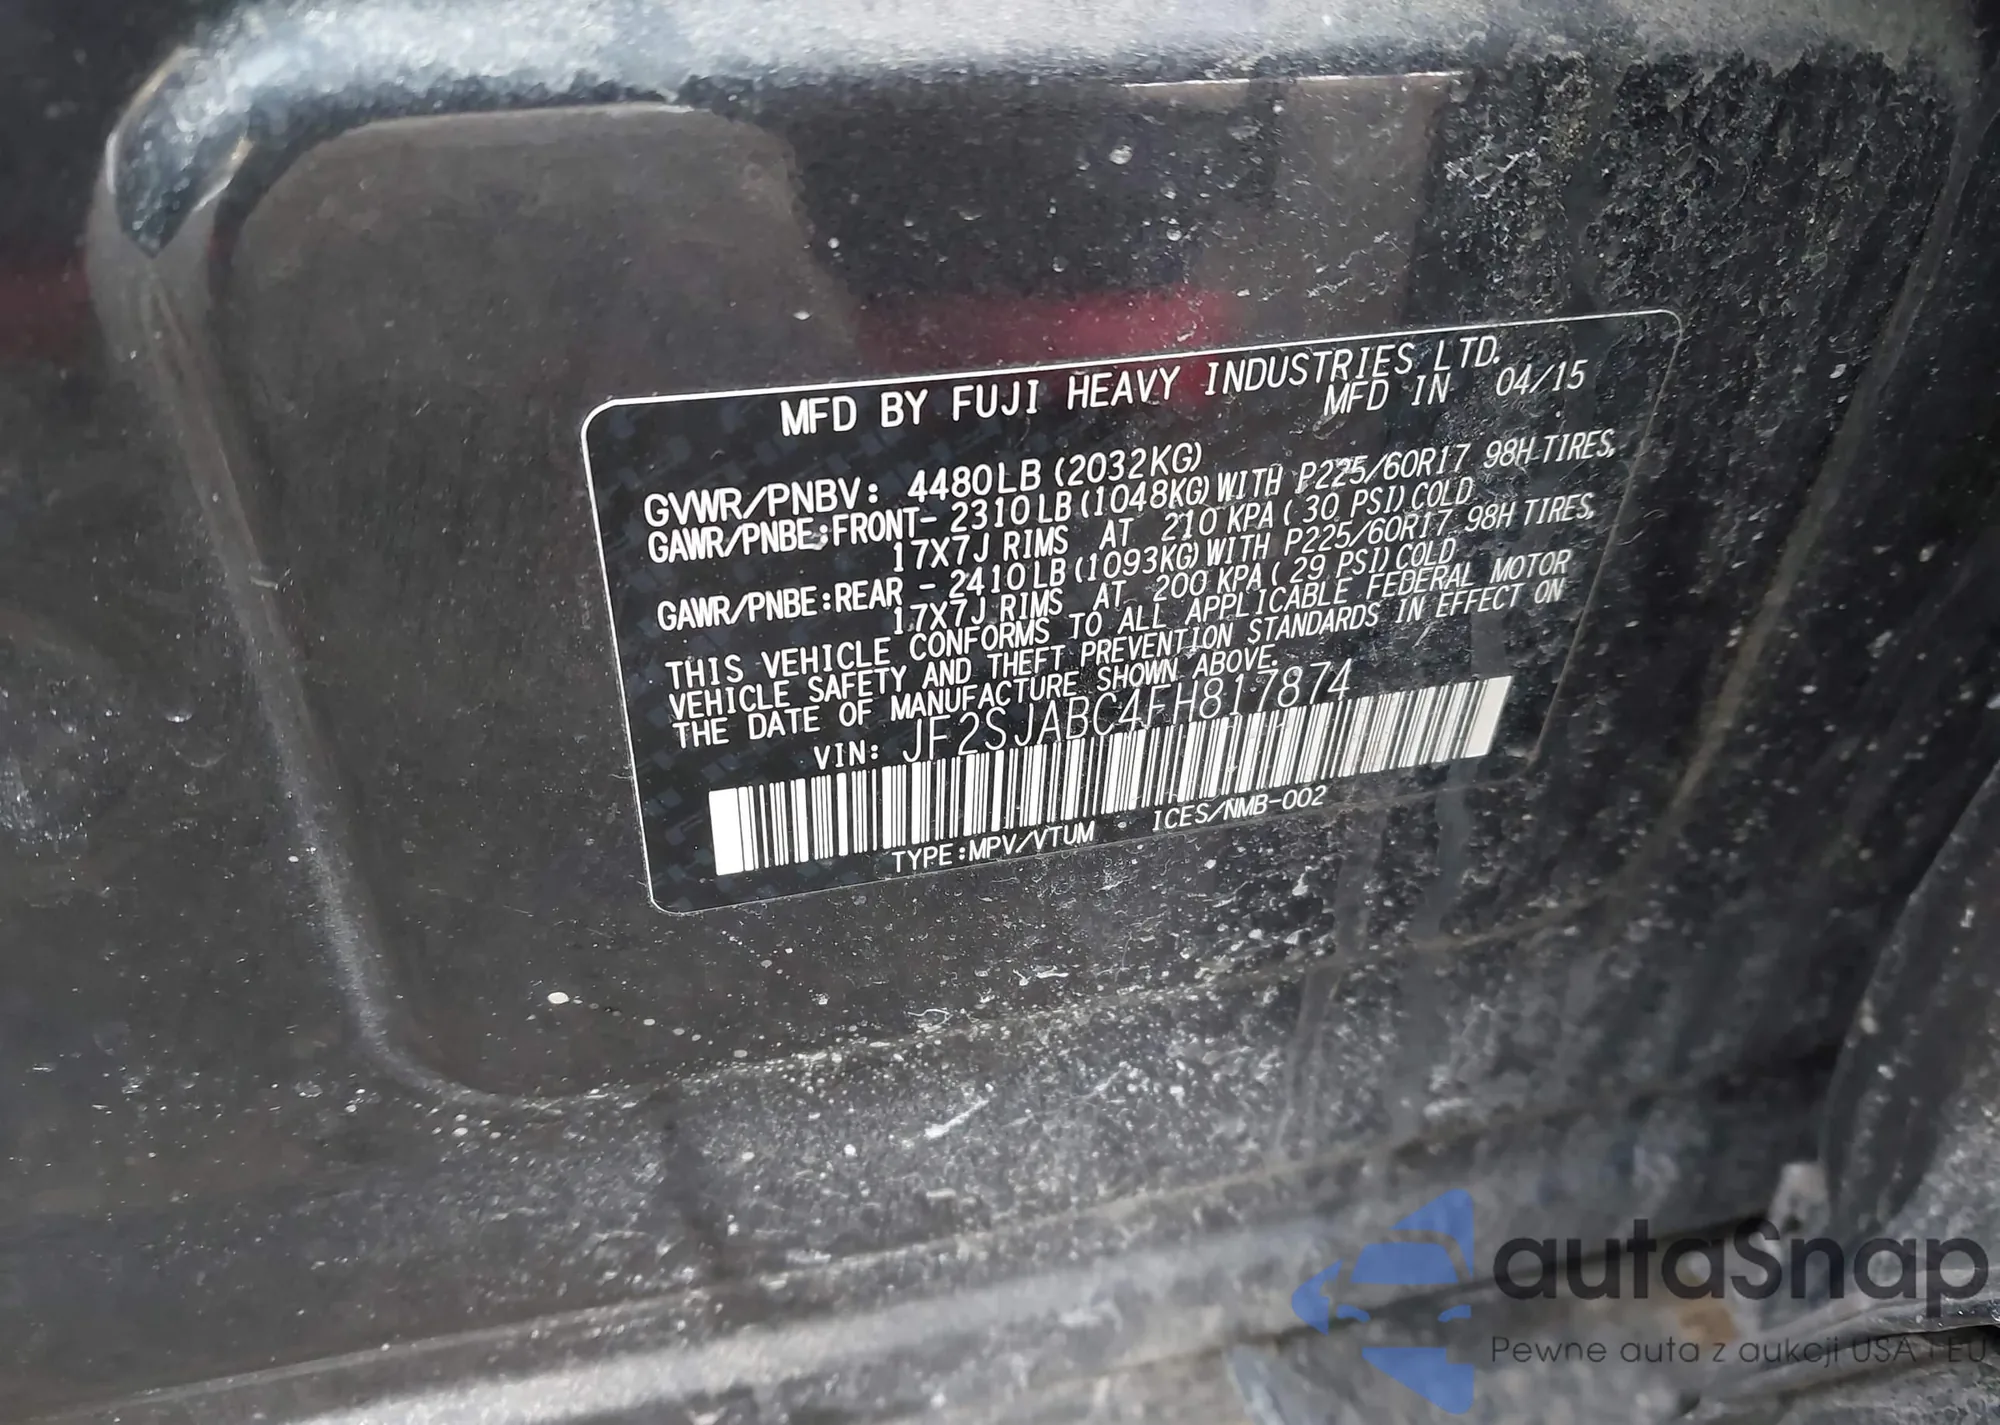 MFD BY FUJI HEAVY INDUSTRIES LTD.
MFD IN 04/15
GVWR/PNBV: 4480LB (2032KG)
GAWR/PNBE:FRONT- 2310LB (1048KG) WITH P225/60R17 98H TIRES,
17X7J RIMS AT 210 KPA ( 30 PSI) COLD
GAWR/PNBE:REAR - 2410LB (1093KG) WITH P225/60R17 98H TIRES,
17X7J RIMS AT 200 KPA ( 29 PSI) COLD
THIS VEHICLE CONFORMS TO ALL APPLICABLE FEDERAL MOTOR
VEHICLE SAFETY AND THEFT PREVENTION STANDARDS IN EFFECT ON
THE DATE OF MANUFACTURE SHOWN ABOVE.
VIN: JF2SJABC4FH817874
TYPE:MPV/VTUM - ICES/NMB-002
autaSnap
Pewne auta z aukcji USA i EU